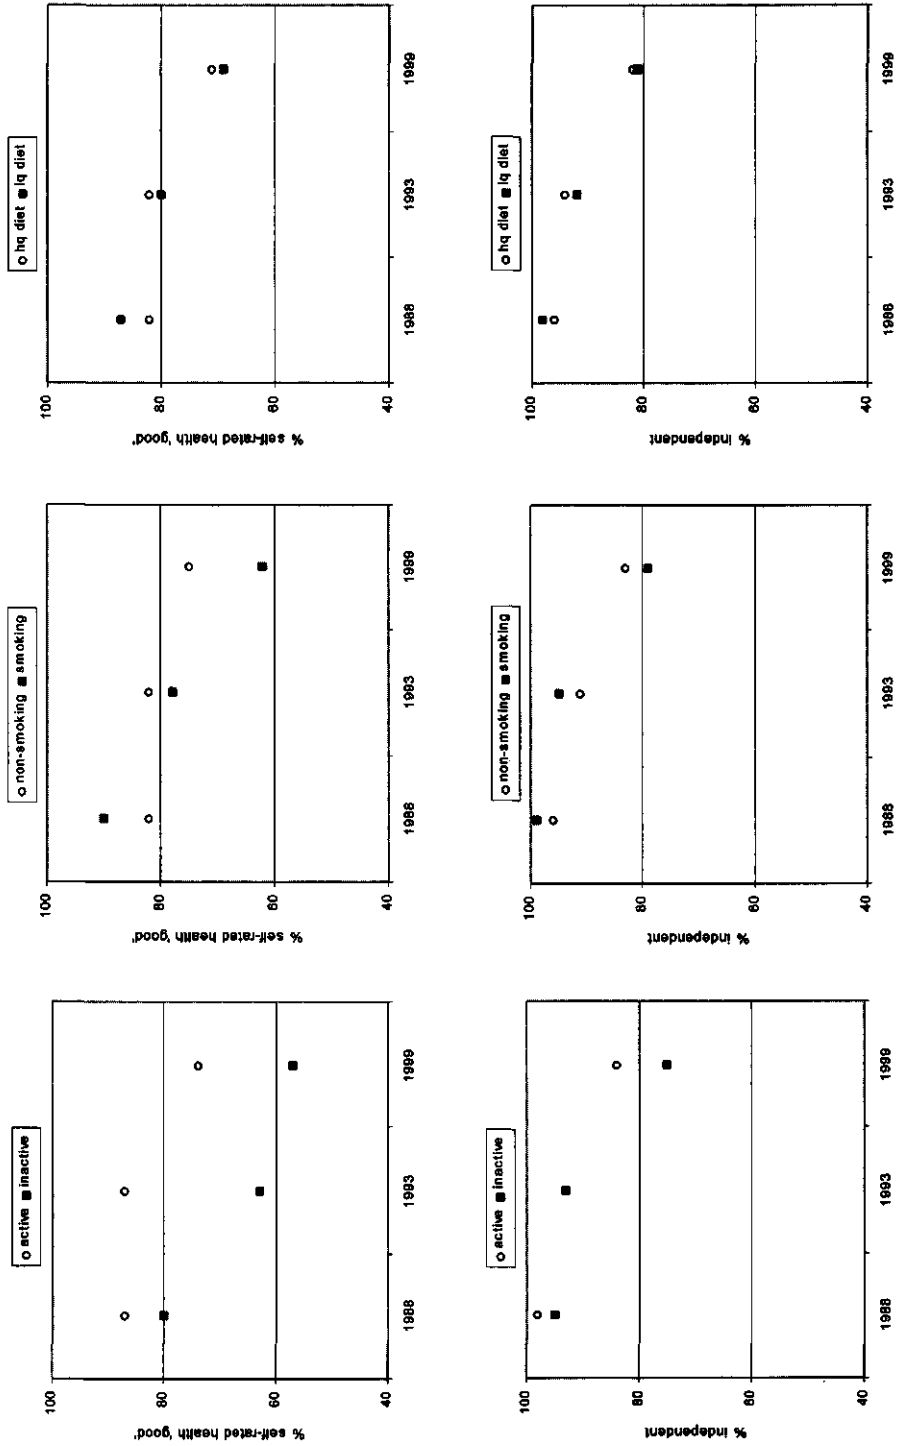 active inactive
100
80
60
40
% self-rated health 'good'
1988 1993 1999
non-smoking smoking
100
80
60
40
% self-rated health 'good'
1988 1993 1999
hq diet lq diet
100
80
60
40
% self-rated health 'good'
1988 1993 1999
active inactive
100
80
60
40
% independent
1988 1993 1999
non-smoking smoking
100
80
60
40
% independent
1988 1993 1999
hq diet lq diet
100
80
60
40
% independent
1988 1993 1999